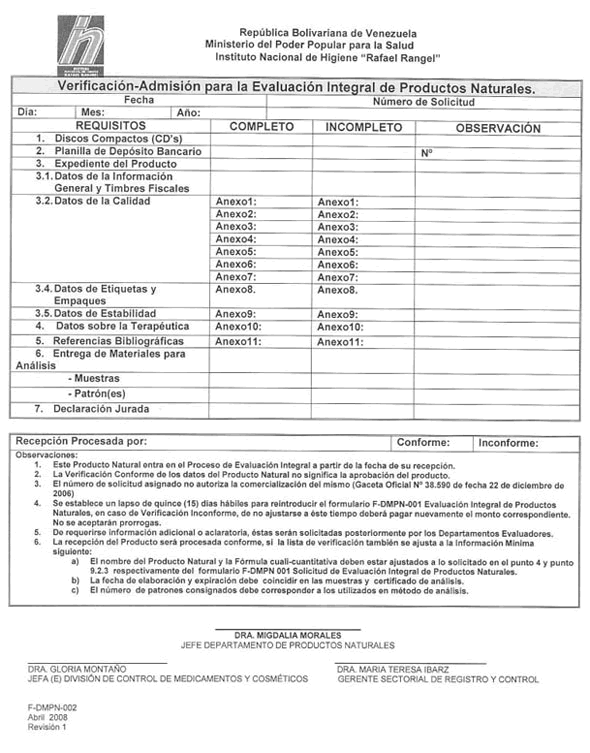 República Bolivariana de Venezuela
Ministerio del Poder Popular para la Salud
Instituto Nacional de Higiene “Rafael Rangel”
Verificación-Admisión para la Evaluación Integral de Productos Naturales.
Fecha Número de Solicitud
Día: Mes: Año:
REQUISITOS COMPLETO INCOMPLETO OBSERVACIÓN
1. Discos Compactos (CD's)
2. Planilla de Depósito Bancario Nº
3. Expediente del Producto
3.1. Datos de la Información
General y Timbres Fiscales
3.2. Datos de la Calidad Anexo1: Anexo1:
Anexo2: Anexo2:
Anexo3: Anexo3:
Anexo4: Anexo4:
Anexo5: Anexo5:
Anexo6: Anexo6:
Anexo7: Anexo7:
3.4. Datos de Etiquetas y Anexo8. Anexo8.
Empaques
3.5. Datos de Estabilidad Anexo9: Anexo9:
4. Datos sobre la Terapéutica Anexo10: Anexo10:
5. Referencias Bibliográficas Anexo11: Anexo11:
6. Entrega de Materiales para
Análisis
- Muestras
- Patrón(es)
7. Declaración Jurada
Recepción Procesada por: Conforme: Inconforme:
Observaciones:
1. Este Producto Natural entra en el Proceso de Evaluación Integral a partir de la fecha de su recepción.
2. La Verificación Conforme de los datos del Producto Natural no significa la aprobación del producto.
3. El número de solicitud asignado no autoriza la comercialización del mismo (Gaceta Oficial Nº 38.590 de fecha 22 de diciembre de
2006)
4. Se establece un lapso de quince (15) días hábiles para reintroducir el formulario F-DMPN-001 Evaluación Integral de Productos
Naturales, en caso de Verificación Inconforme, de no ajustarse a éste tiempo deberá pagar nuevamente el monto correspondiente.
No se aceptarán prorrogas.
5. De requerirse información adicional o aclaratoria, éstas serán solicitadas posteriormente por los Departamentos Evaluadores.
6. La recepción del Producto será procesada conforme, si la lista de verificación también se ajusta a la Información Mínima
siguiente:
a) El nombre del Producto Natural y la Fórmula cuali-cuantitativa deben estar ajustados a lo solicitado en el punto 4 y punto
9.2.3 respectivamente del formulario F-DMPN 001 Solicitud de Evaluación Integral de Productos Naturales.
b) La fecha de elaboración y expiración debe coincidir en las muestras y certificado de análisis.
c) El número de patrones consignados debe corresponder a los utilizados en método de análisis.
DRA. MIGDALIA MORALES
JEFE DEPARTAMENTO DE PRODUCTOS NATURALES
DRA. GLORIA MONTAÑO DRA. MARIA TERESA IBARZ
JEFA (E) DIVISIÓN DE CONTROL DE MEDICAMENTOS Y COSMÉTICOS GERENTE SECTORIAL DE REGISTRO Y CONTROL
F-DMPN-002
Abril 2008
Revisión 1